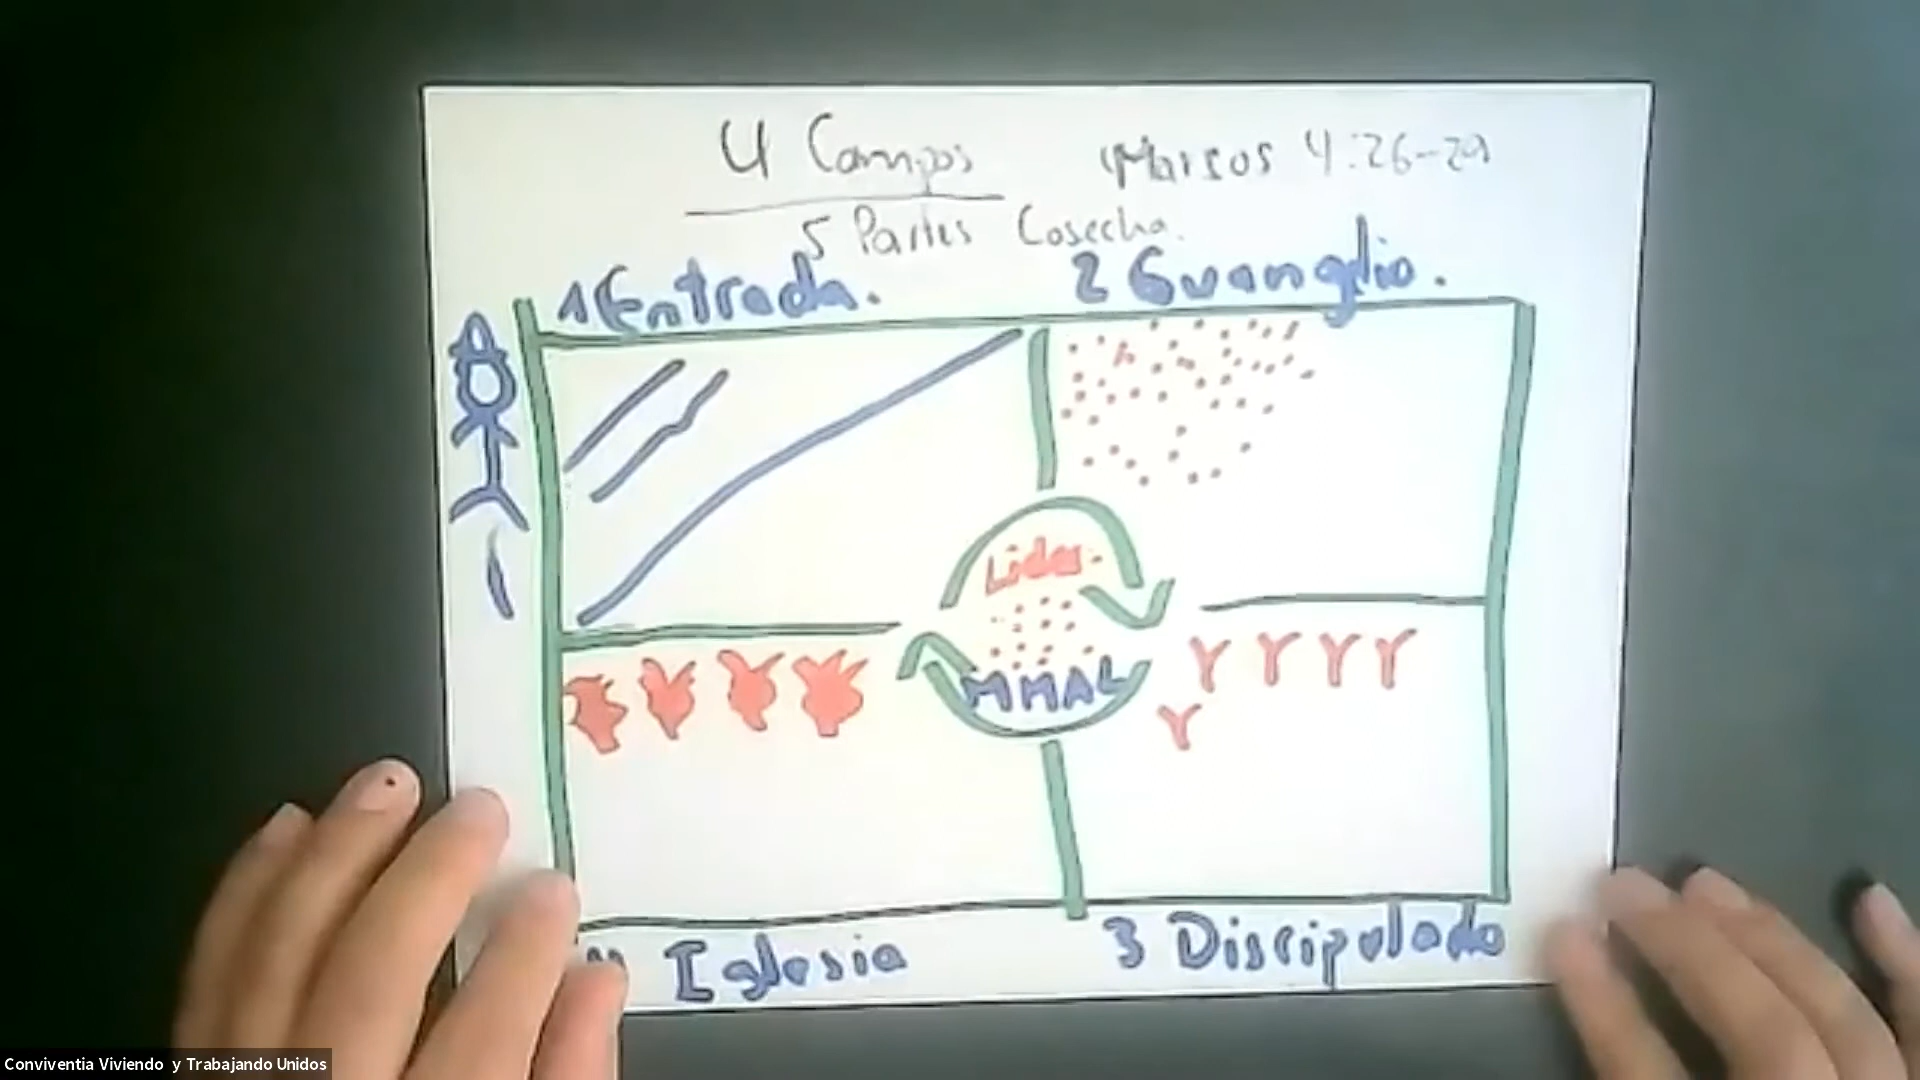 4 Campos Marcos 4:26-29
5 Partes Cosecha.
1 Entrada. 2 Evangelio.
Lider
MMAL
4 Iglesia 3 Discipulado
Conviventia Viviendo y Trabajando Unidos